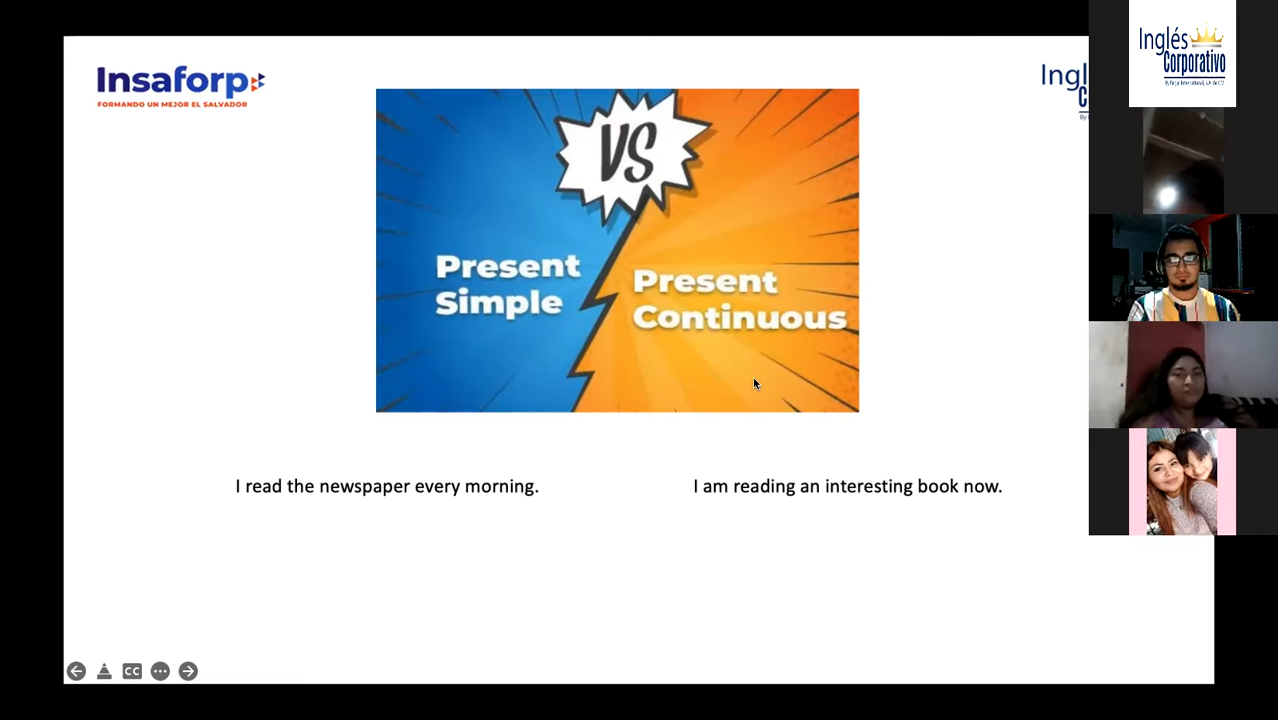 Insaforp
FORMANDO UN MEJOR EL SALVADOR
VS
Present
Simple
Present
Continuous
I read the newspaper every morning.
I am reading an interesting book now.
CC
Inglés
Corporativo